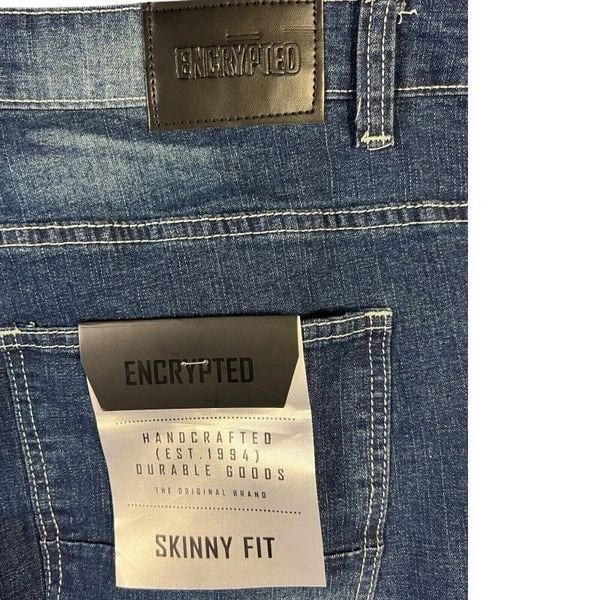 ENCRYPTED
ENCRYPTED
HANDCRAFTED
(EST.1994)
DURABLE GOODS
THE ORIGINAL BRAND
SKINNY FIT